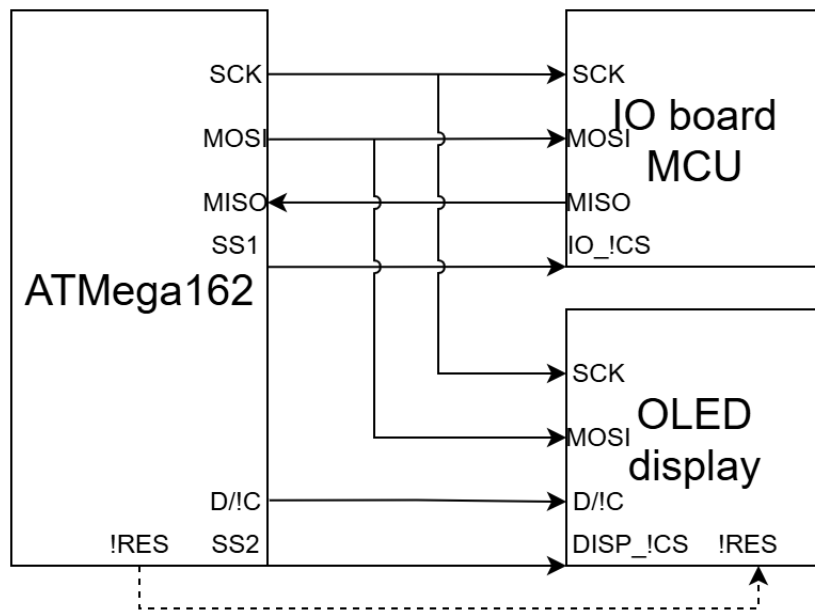 SCK
MOSI
MISO
SS1
ATMega162
D/!C
!RES
SS2
SCK
IO board
MOSI
MCU
MISO
IO_!CS
SCK
OLED
MOSI
display
D/!C
DISP_!CS
!RES